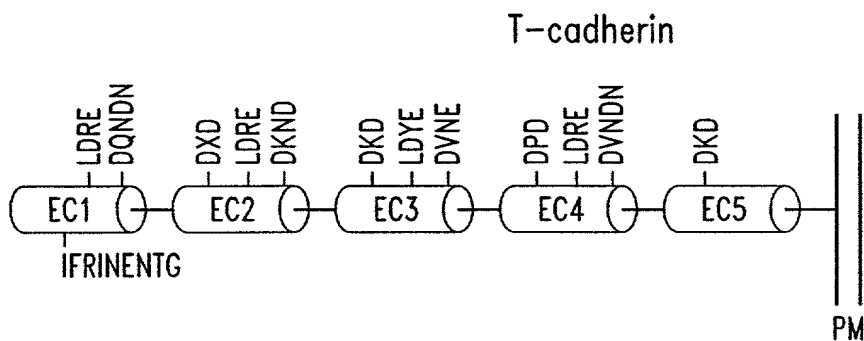 T-cadherin
LDRE
DQNDN
DXD
LDRE
DKND
DKD
LDYE
DVNE
DPD
LDRE
DVNDN
DKD
EC1
EC2
EC3
EC4
EC5
IFRINENTG
PM